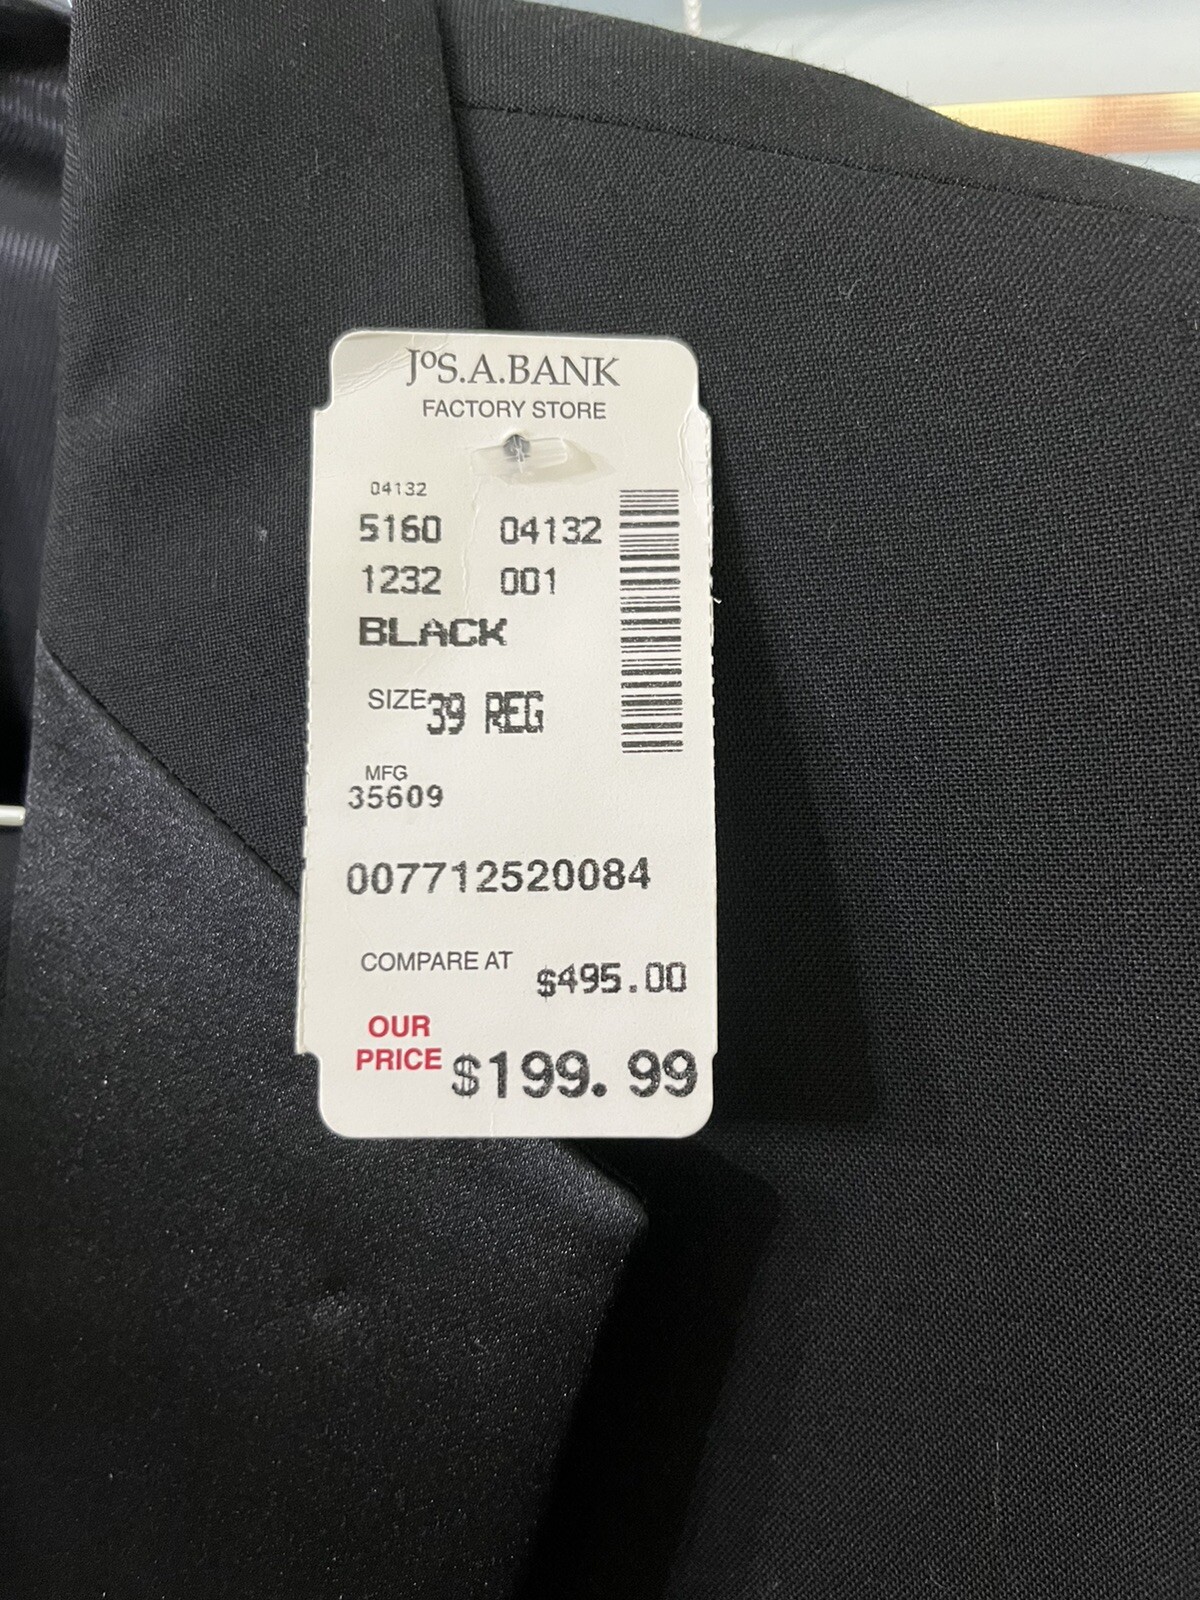 JoS.A.BANK
FACTORY STORE
04132
5160 04132
1232 001
BLACK
SIZE 39 REG
MFG
35609
007712520084
COMPARE AT $495.00
OUR
PRICE $199.99